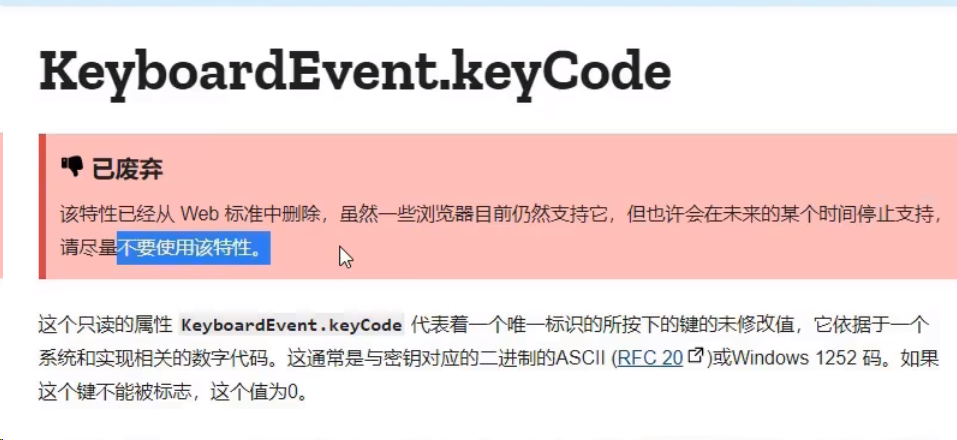 KeyboardEvent.keyCode
已废弃
该特性已经从 Web 标准中删除，虽然一些浏览器目前仍然支持它，但也许会在未来的某个时间停止支持，
请尽量不要使用该特性。
这个只读的属性 KeyboardEvent.keyCode 代表着一个唯一标识的所按下的键的未修改值，它依据于一个
系统和实现相关的数字代码。这通常是与密钥对应的二进制的ASCII (RFC 20)或Windows 1252 码。如果
这个键不能被标志，这个值为0。